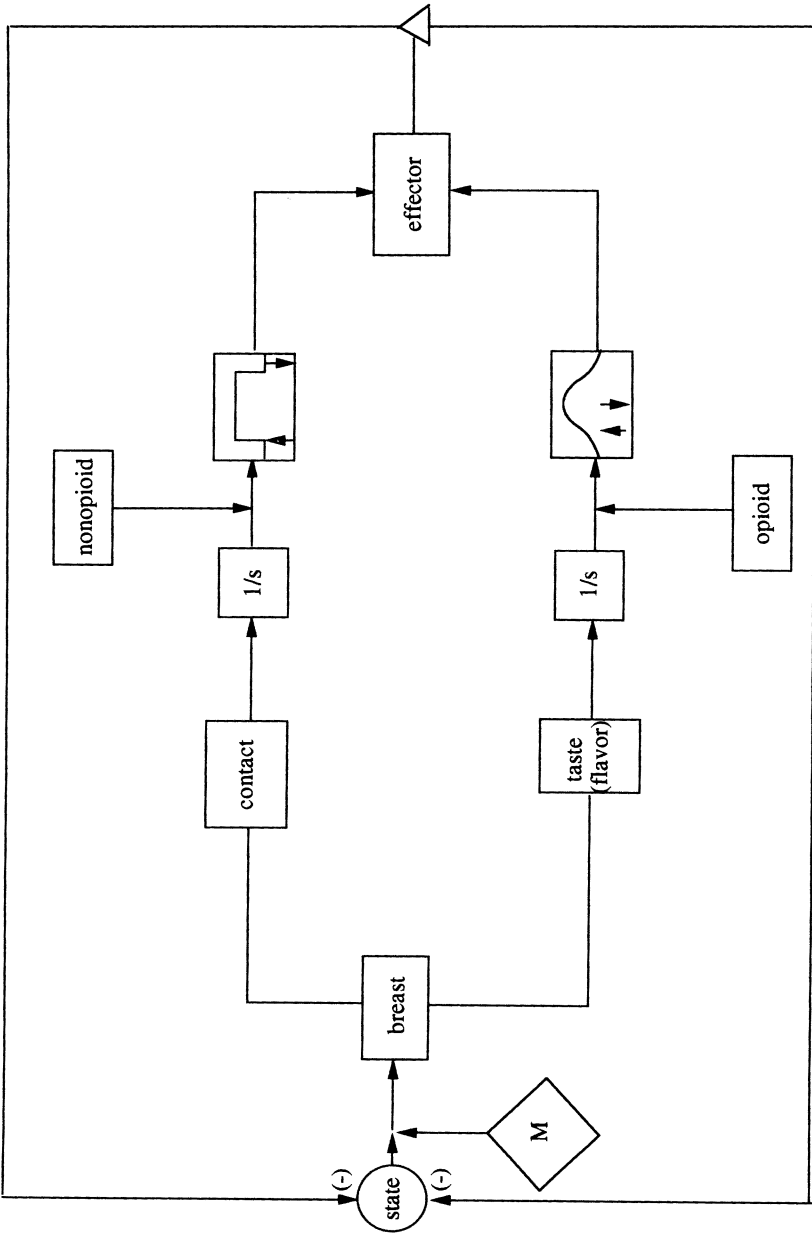 state
(-)
(-)
M
breast
contact
taste
(flavor)
1/s
1/s
nonopioid
opioid
effector